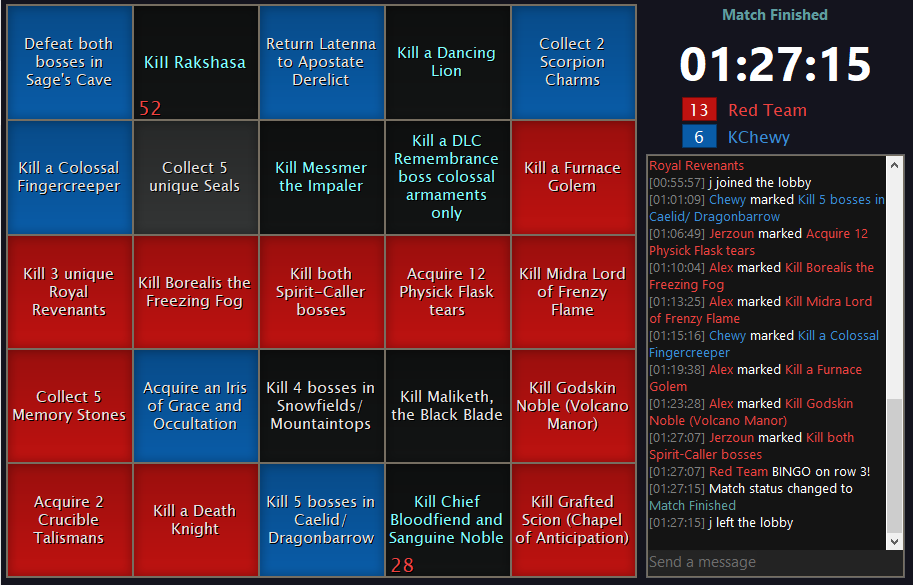 Defeat both
bosses in
Sage's Cave
Kill Rakshasa
52
Return Latenna
to Apostate
Derelict
Kill a Dancing
Lion
Collect 2
Scorpion
Charms
Kill a Colossal
Fingercreeper
Collect 5
unique Seals
Kill Messmer
the Impaler
Kill a DLC
Remembrance
boss colossal
armaments
only
Kill a Furnace
Golem
Kill 3 unique
Royal
Revenants
Kill Borealis the
Freezing Fog
Kill both
Spirit-Caller
bosses
Acquire 12
Physick Flask
tears
Kill Midra Lord
of Frenzy
Flame
Collect 5
Memory Stones
Acquire an Iris
of Grace and
Occultation
Kill 4 bosses in
Snowfields/
Mountaintops
Kill Maliketh,
the Black Blade
Kill Godskin
Noble (Volcano
Manor)
Acquire 2
Crucible
Talismans
Kill a Death
Knight
Kill 5 bosses in
Caelid/
Dragonbarrow
Kill Chief
Bloodfiend and
Sanguine Noble
28
Kill Grafted
Scion (Chapel
of Anticipation)
Match Finished
01:27:15
13 Red Team
6 KChewy
Royal Revenants
[00:55:57] j joined the lobby
[01:01:09] Chewy marked Kill 5 bosses in
Caelid/ Dragonbarrow
[01:06:49] Jerzoun marked Acquire 12
Physick Flask tears
[01:10:04] Alex marked Kill Borealis the
Freezing Fog
[01:13:25] Alex marked Kill Midra Lord
of Frenzy Flame
[01:15:16] Chewy marked Kill a Colossal
Fingercreeper
[01:19:38] Alex marked Kill a Furnace
Golem
[01:23:28] Alex marked Kill Godskin
Noble (Volcano Manor)
[01:27:07] Jerzoun marked Kill both
Spirit-Caller bosses
[01:27:07] Red Team BINGO on row 3!
[01:27:15] Match status changed to
Match Finished
[01:27:15] j left the lobby
Send a message